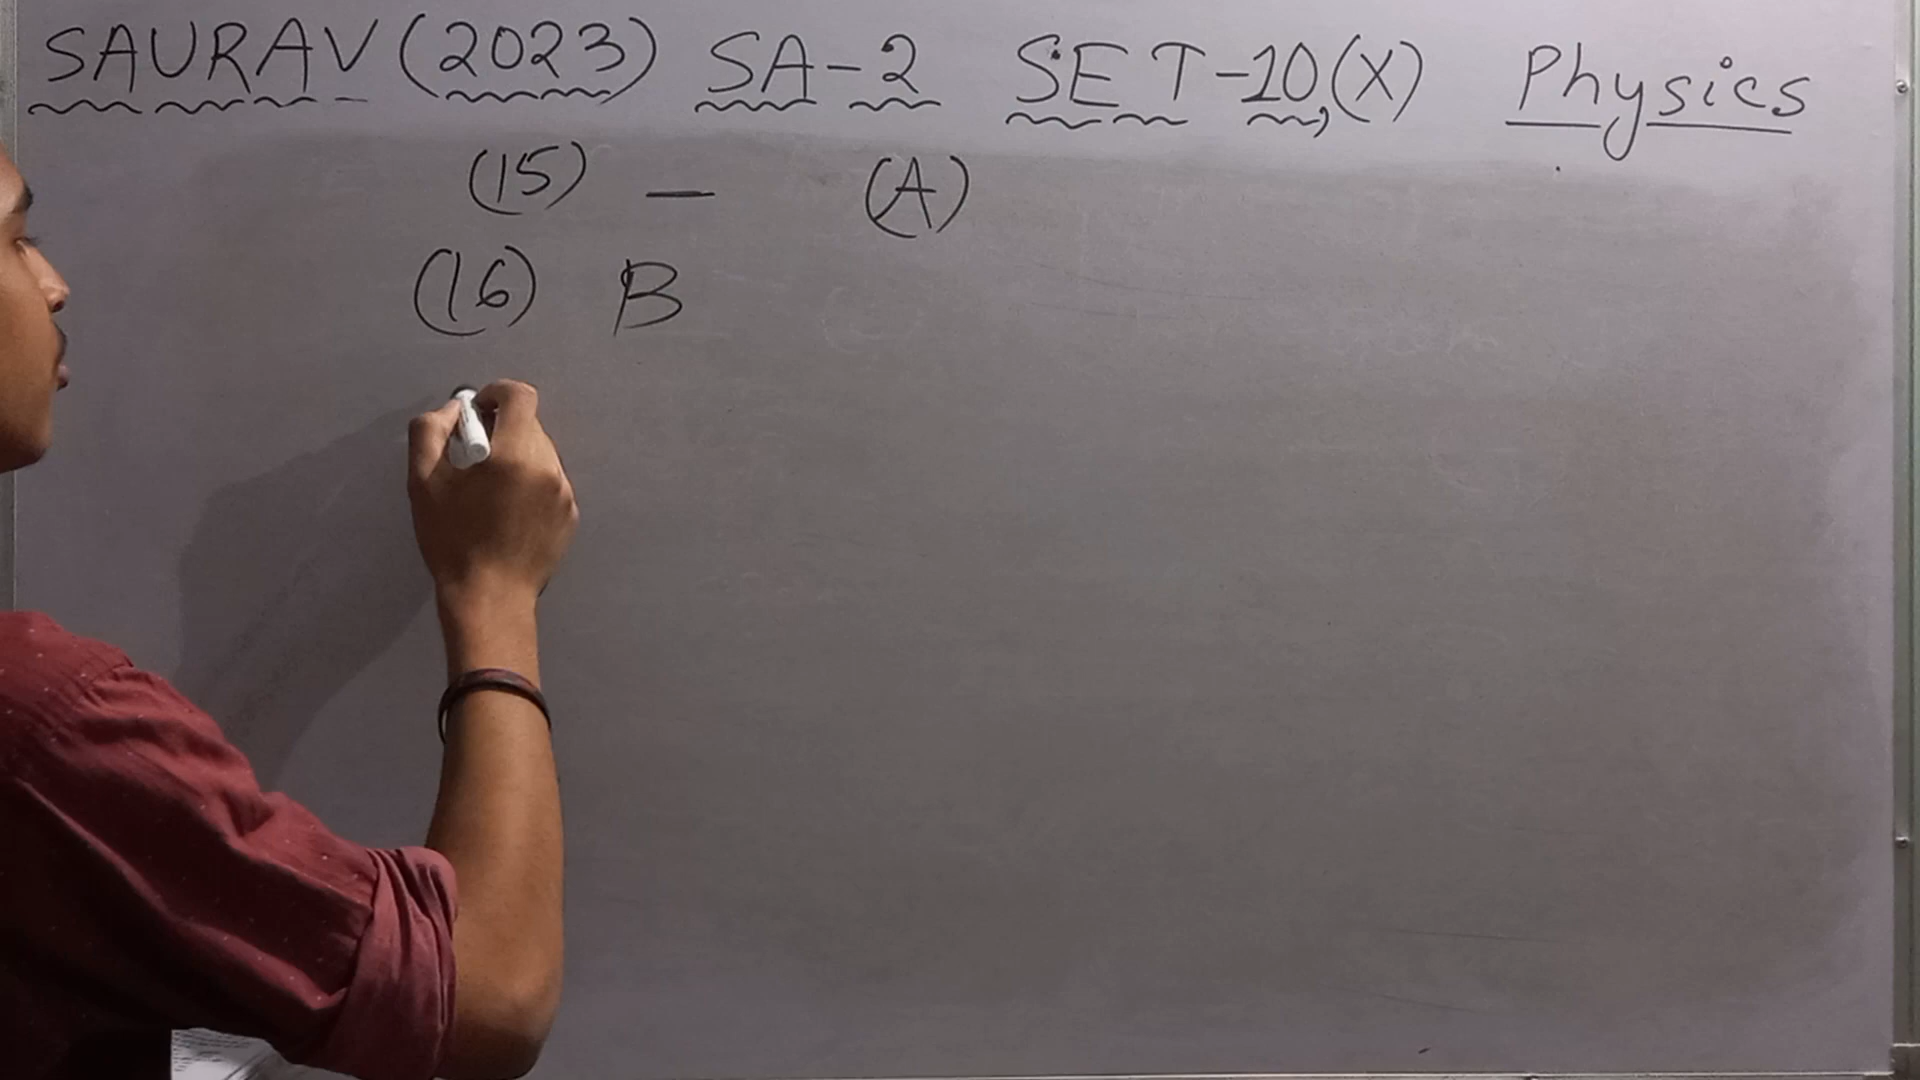 SAURAV (2023) SA-2 SET-10,(X) Physics
(15) — (A)
(16) B